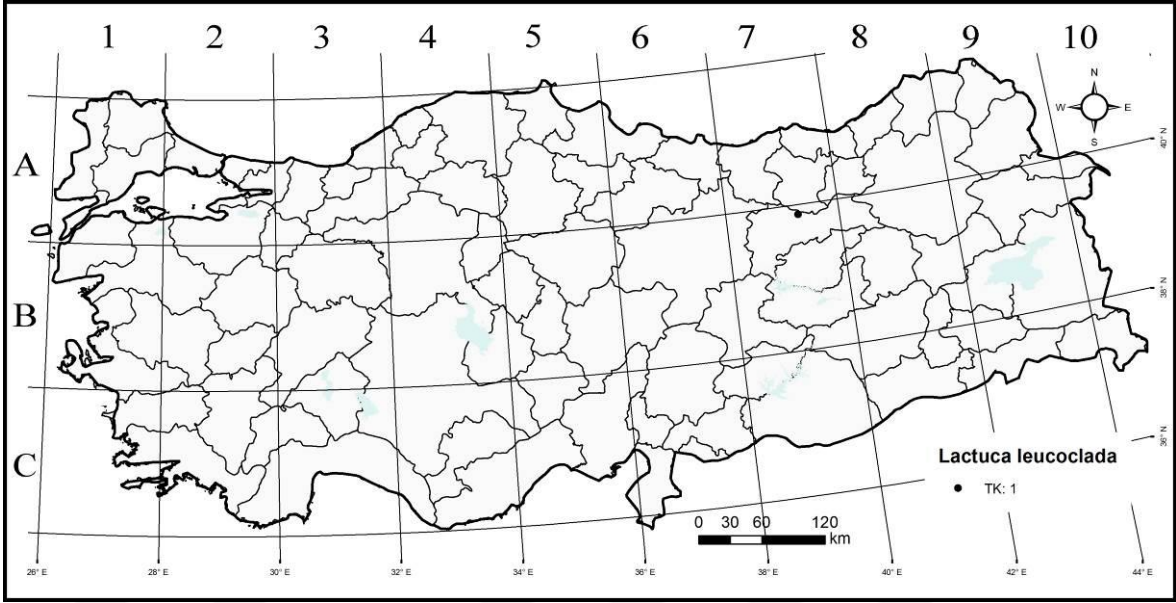 1 2 3 4 5 6 7 8 9 10
N
W E
S
A
40° N
38° N
B
36° N
C
Lactuca leucoclada
TK: 1
0 30 60 120
km
26° E 28° E 30° E 32° E 34° E 36° E 38° E 40° E 42° E 44° E